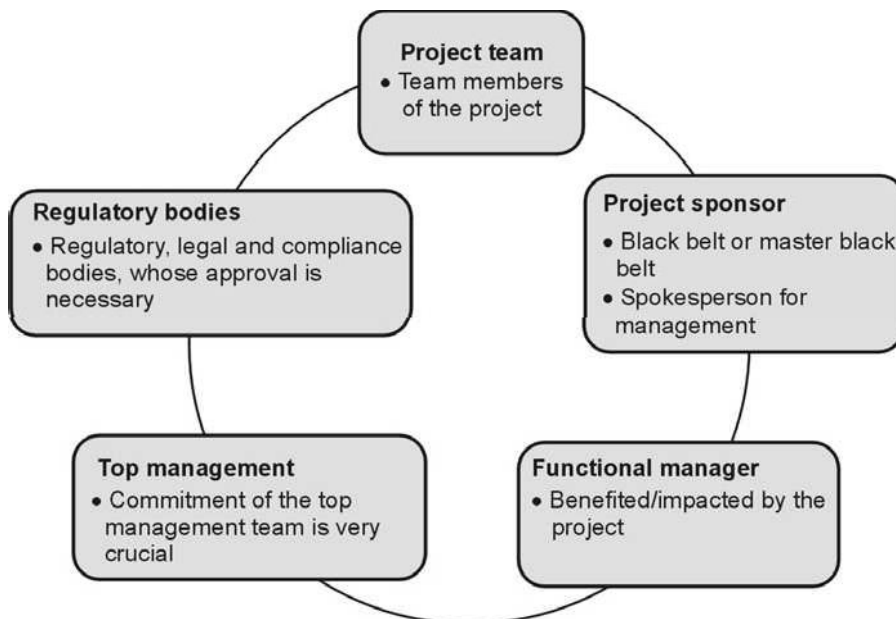 Project team
• Team members
of the project
Regulatory bodies
• Regulatory, legal and compliance
bodies, whose approval is
necessary
Project sponsor
• Black belt or master black
belt
• Spokesperson for
management
Top management
• Commitment of the top
management team is very
crucial
Functional manager
• Benefited/impacted by the
project